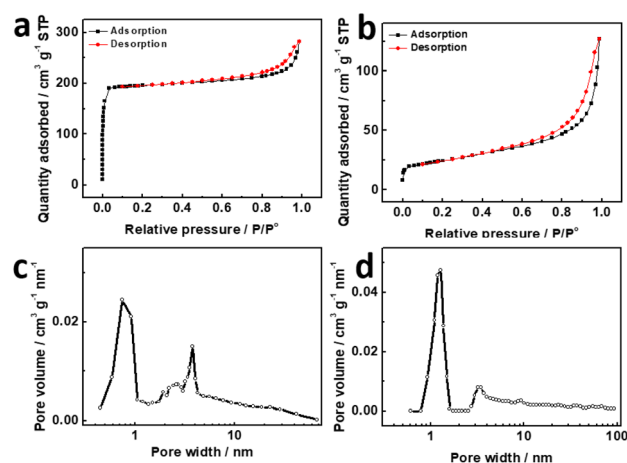 a
Adsorption
Desorption
Quantity adsorbed / cm³ g⁻¹ STP
300
200
100
0
0.0 0.2 0.4 0.6 0.8 1.0
Relative pressure / P/P°
b
Adsorption
Desorption
Quantity adsorbed / cm³ g⁻¹ STP
125
100
75
50
25
0
0.0 0.2 0.4 0.6 0.8 1.0
Relative pressure / P/P°
c
Pore volume / cm³ g⁻¹ nm⁻¹
0.02
0.00
1 10
Pore width / nm
d
Pore volume / cm³ g⁻¹ nm⁻¹
0.04
0.02
0.00
1 10 100
Pore width / nm